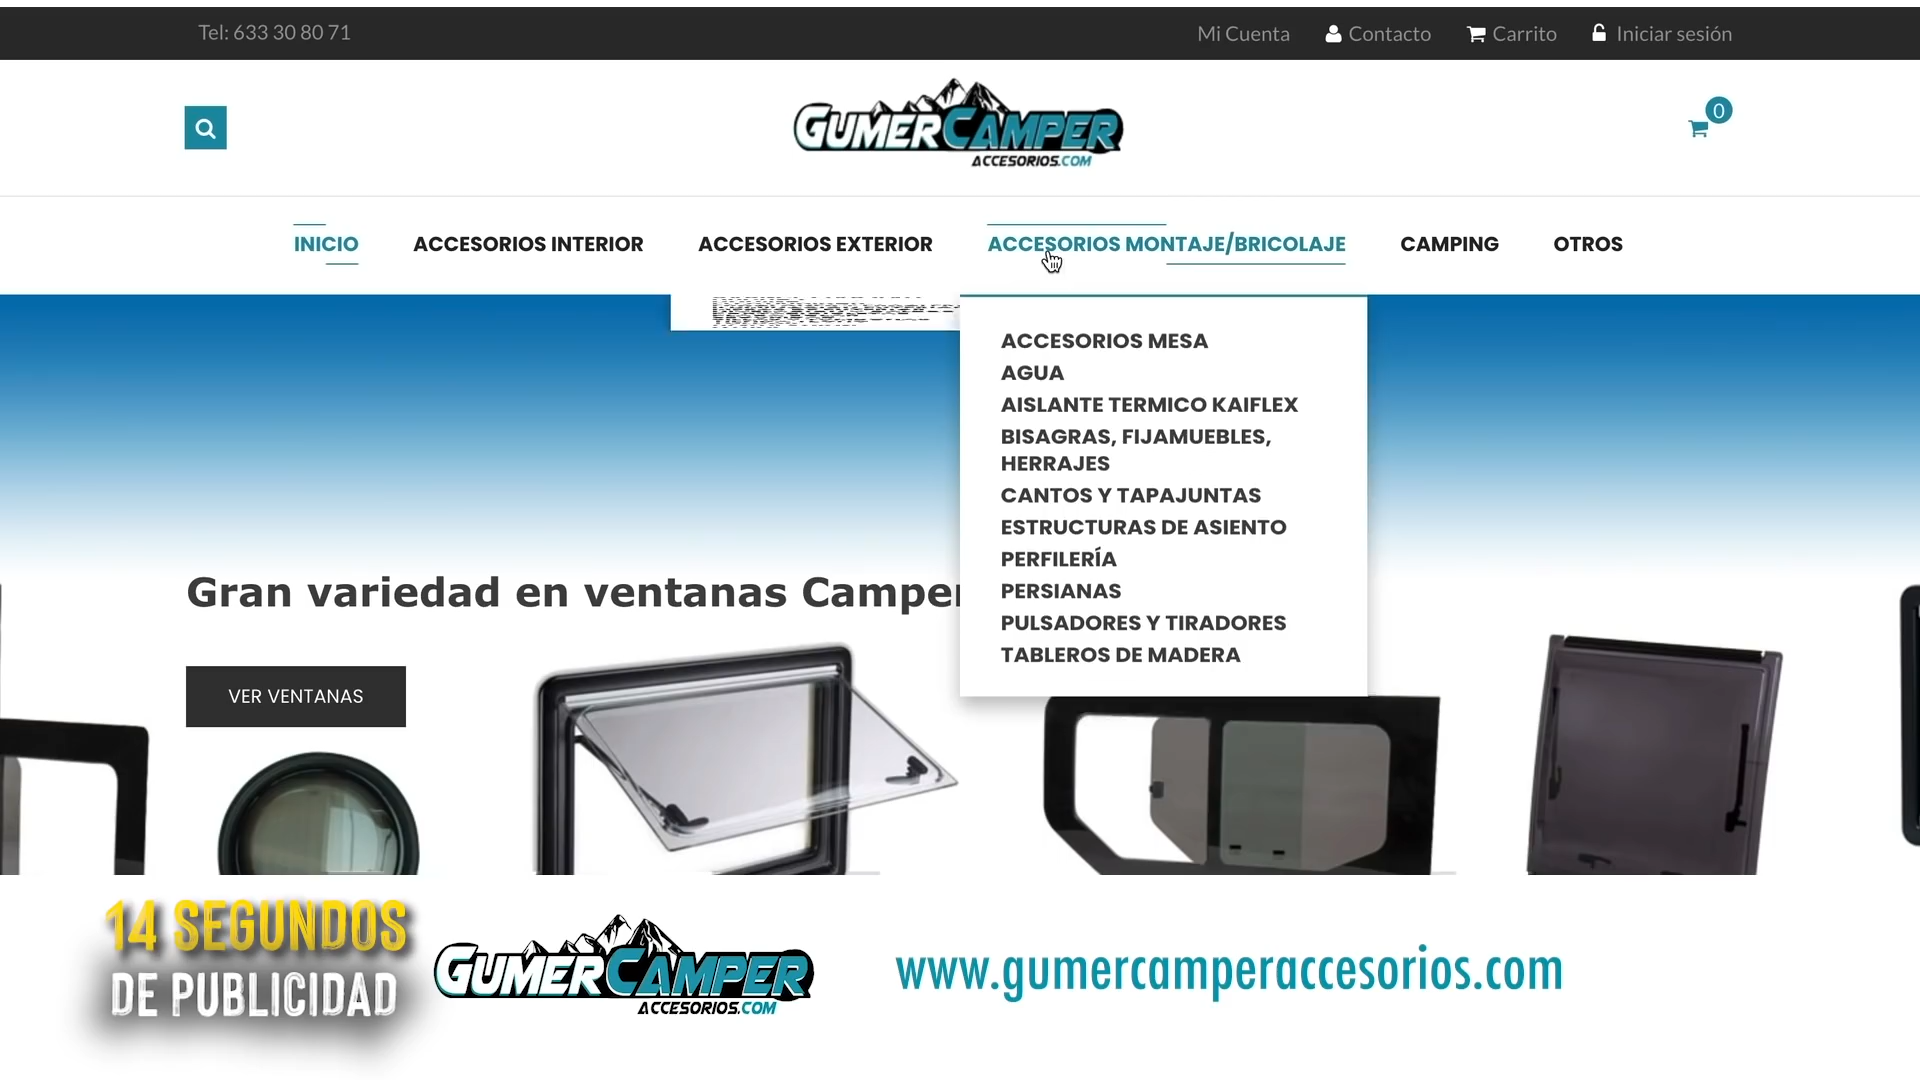 Tel: 633 30 80 71
Mi Cuenta
Contacto
Carrito
Iniciar sesión
GUMERCAMPER
ACCESORIOS.COM
0
INICIO
ACCESORIOS INTERIOR
ACCESORIOS EXTERIOR
ACCESORIOS MONTAJE/BRICOLAJE
CAMPING
OTROS
ACCESORIOS MESA
AGUA
AISLANTE TERMICO KAIFLEX
BISAGRAS, FIJAMUEBLES,
HERRAJES
CANTOS Y TAPAJUNTAS
ESTRUCTURAS DE ASIENTO
PERFILERÍA
PERSIANAS
PULSADORES Y TIRADORES
TABLEROS DE MADERA
Gran variedad en ventanas Camper
VER VENTANAS
14 SEGUNDOS
DE PUBLICIDAD
GUMERCAMPER
ACCESORIOS.COM
www.gumercamperaccesorios.com